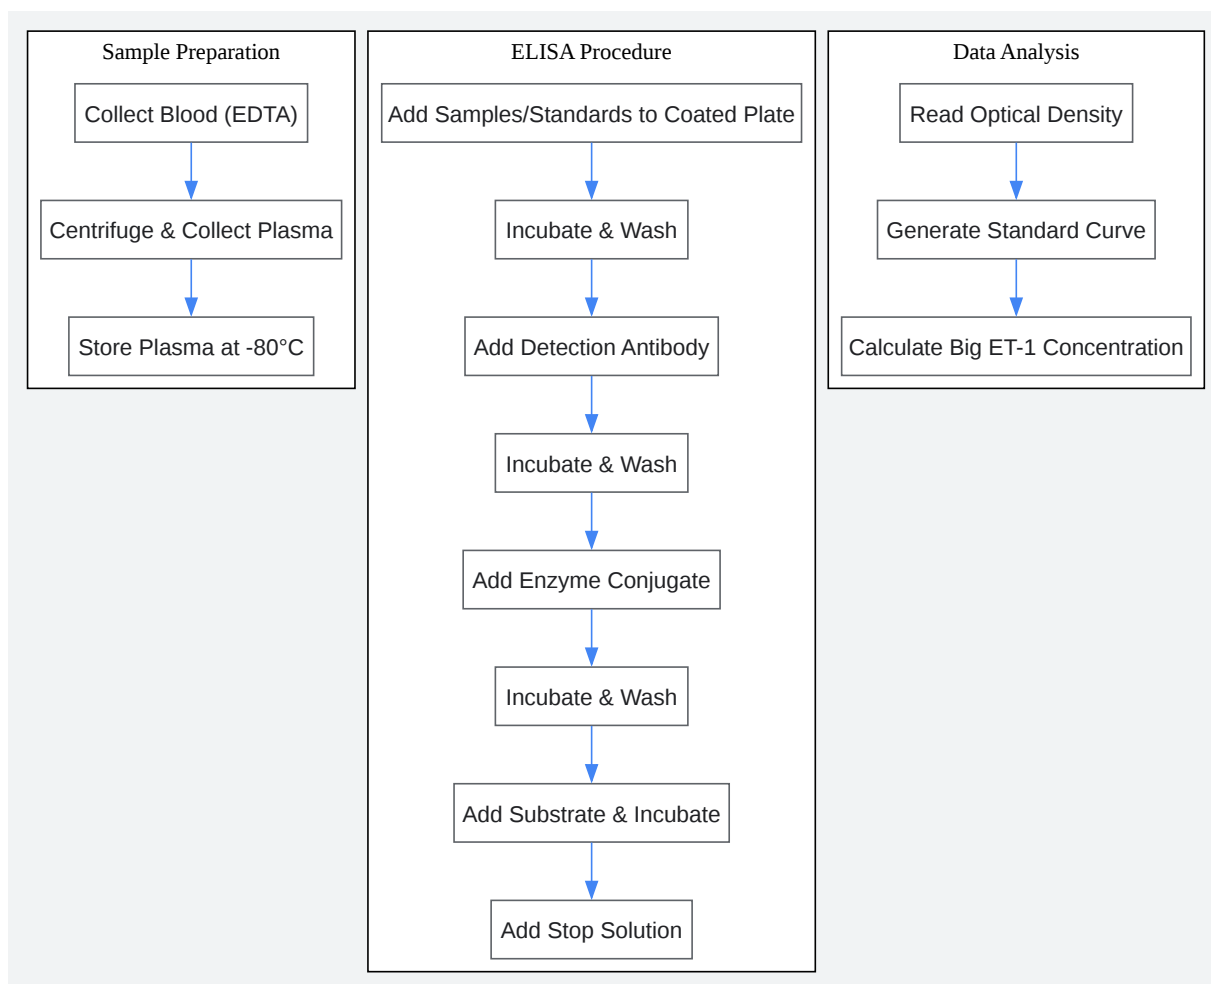 Sample Preparation
Collect Blood (EDTA)
Centrifuge & Collect Plasma
Store Plasma at -80°C
ELISA Procedure
Add Samples/Standards to Coated Plate
Incubate & Wash
Add Detection Antibody
Incubate & Wash
Add Enzyme Conjugate
Incubate & Wash
Add Substrate & Incubate
Add Stop Solution
Data Analysis
Read Optical Density
Generate Standard Curve
Calculate Big ET-1 Concentration